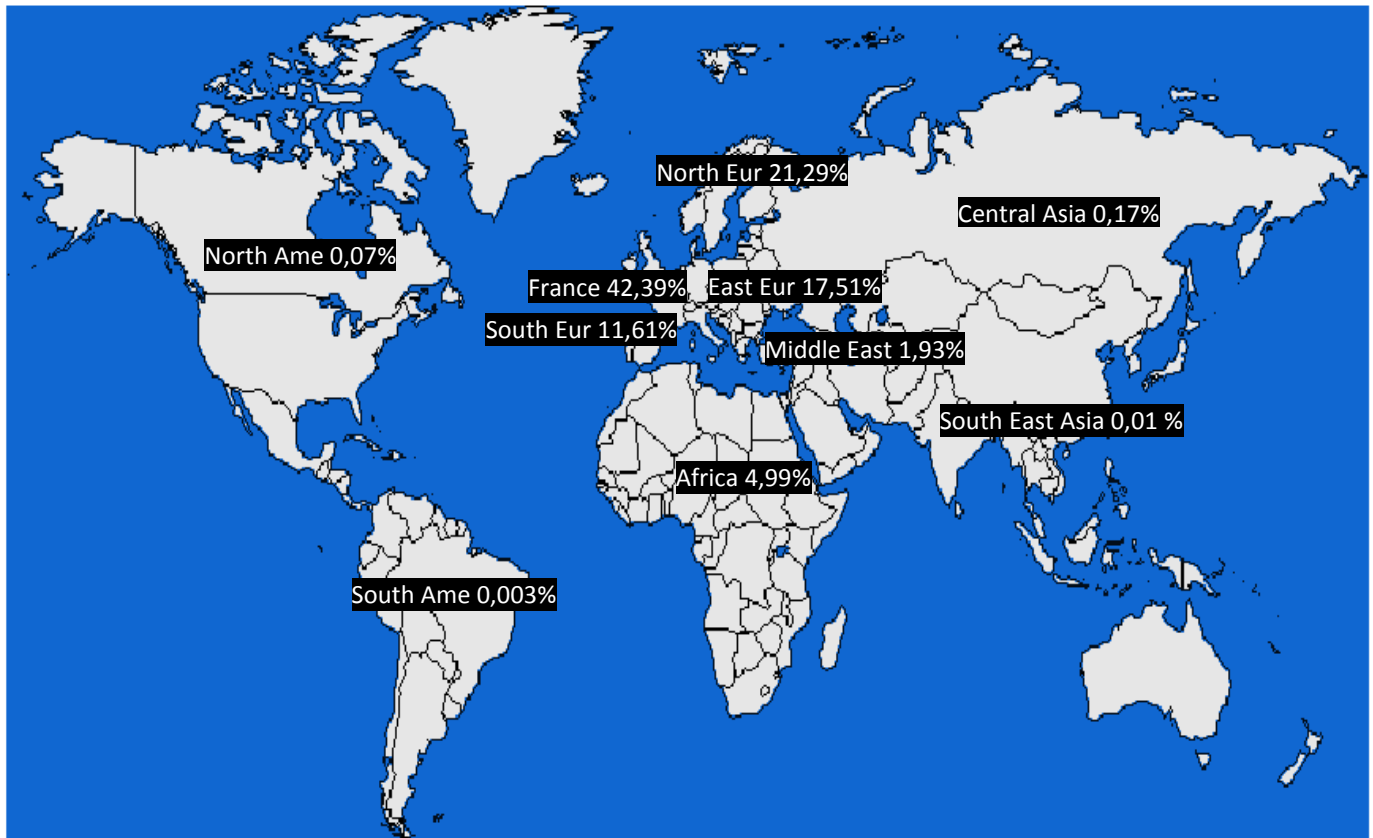 North Eur 21,29%
Central Asia 0,17%
North Ame 0,07%
France 42,39%
East Eur 17,51%
South Eur 11,61%
Middle East 1,93%
South East Asia 0,01 %
Africa 4,99%
South Ame 0,003%